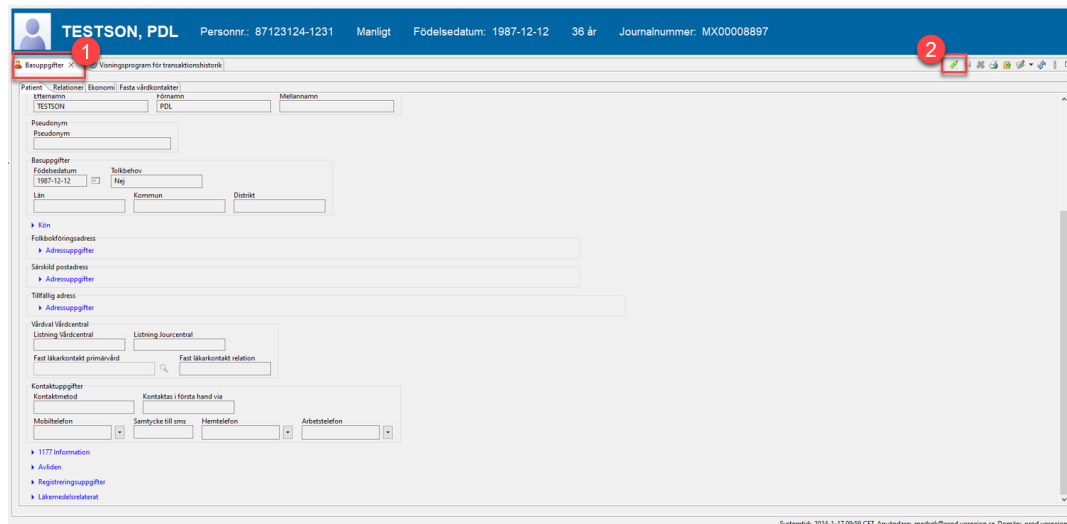 TESTSON, PDL Personnr.: 87123124-1231 Manligt Födelsedatum: 1987-12-12 36 år Journalnummer: MX00008897
1
2
Basuppgifter Visningsprogram för transaktionshistorik
Patient Relationer Ekonomi Fasta vårdkontakter
Efternamn Förnamn Mellannamn
TESTSON PDL
Pseudonym
Pseudonym
Basuppgifter
Födelsedatum Tolkbehov
1987-12-12 Nej
Län Kommun Distrikt
Kön
Folkbokföringsadress
Adressuppgifter
Särskild postadress
Adressuppgifter
Tillfällig adress
Adressuppgifter
Vårdval Vårdcentral
Listning Vårdcentral Listning Jourcentral
Fast läkarkontakt primärvård Fast läkarkontakt relation
Kontaktuppgifter
Kontaktmetod Kontaktas i första hand via
Mobiltelefon Samtycke till sms Hemtelefon Arbetstelefon
1177 Information
Avliden
Registreringsuppgifter
Läkemedelsrelaterat